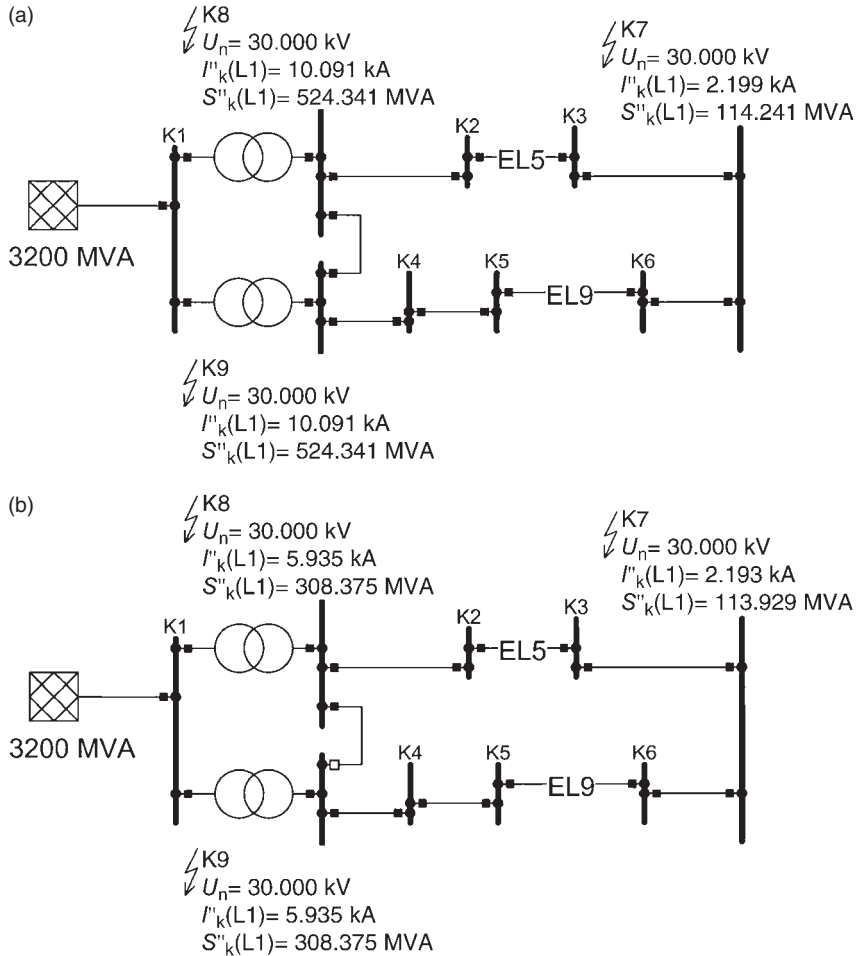 (a)
K8
Un= 30.000 kV
I"k(L1)= 10.091 kA
S"k(L1)= 524.341 MVA
K7
Un= 30.000 kV
I"k(L1)= 2.199 kA
S"k(L1)= 114.241 MVA
K1
K2
EL5
K3
3200 MVA
K4
K5
EL9
K6
K9
Un= 30.000 kV
I"k(L1)= 10.091 kA
S"k(L1)= 524.341 MVA
(b)
K8
Un= 30.000 kV
I"k(L1)= 5.935 kA
S"k(L1)= 308.375 MVA
K7
Un= 30.000 kV
I"k(L1)= 2.193 kA
S"k(L1)= 113.929 MVA
K1
K2
EL5
K3
3200 MVA
K4
K5
EL9
K6
K9
Un= 30.000 kV
I"k(L1)= 5.935 kA
S"k(L1)= 308.375 MVA